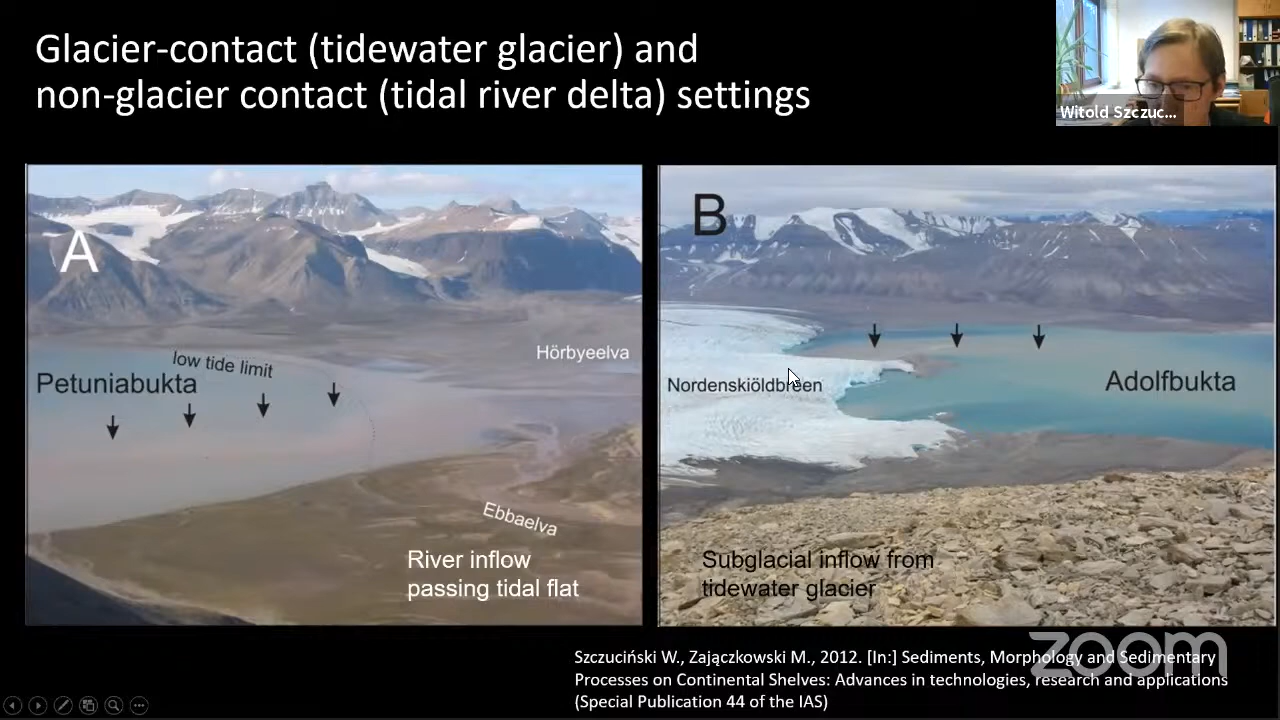 Glacier-contact (tidewater glacier) and
non-glacier contact (tidal river delta) settings
Witold Szczuc...
A
low tide limit
Petuniabukta
Hörbyeelva
Ebbaelva
River inflow
passing tidal flat
B
Nordenskiöldbreen
Adolfbukta
Subglacial inflow from
tidewater glacier
Szczuciński W., Zajączkowski M., 2012. [In:] Sediments, Morphology and Sedimentary
Processes on Continental Shelves: Advances in technologies, research and applications
(Special Publication 44 of the IAS)
zoom